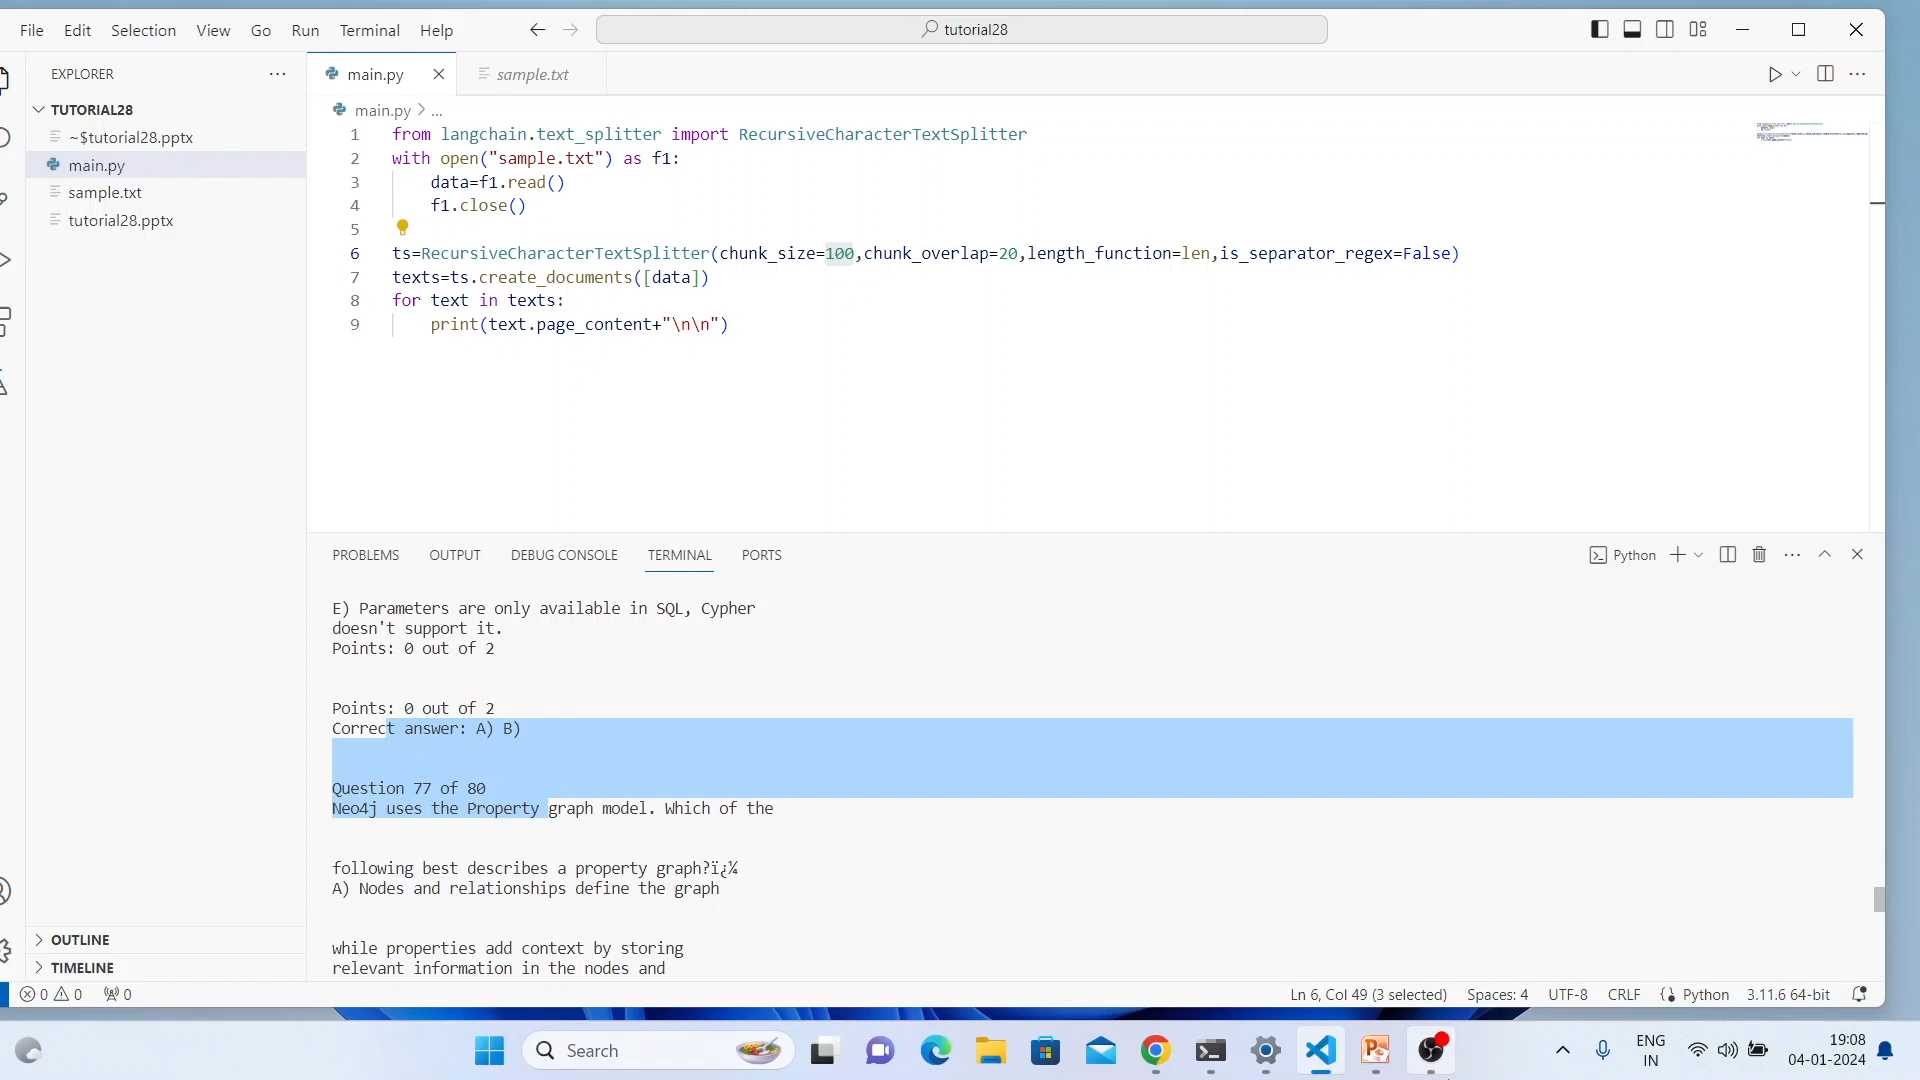 File Edit Selection View Go Run Terminal Help
tutorial28
EXPLORER
TUTORIAL28
~$tutorial28.pptx
main.py
sample.txt
tutorial28.pptx
OUTLINE
TIMELINE
main.py
sample.txt
main.py > ...
1 from langchain.text_splitter import RecursiveCharacterTextSplitter
2 with open("sample.txt") as f1:
3 data=f1.read()
4 f1.close()
5
6 ts=RecursiveCharacterTextSplitter(chunk_size=100,chunk_overlap=20,length_function=len,is_separator_regex=False)
7 texts=ts.create_documents([data])
8 for text in texts:
9 print(text.page_content+"\n\n")
PROBLEMS OUTPUT DEBUG CONSOLE TERMINAL PORTS
Python
E) Parameters are only available in SQL, Cypher
doesn't support it.
Points: 0 out of 2
Points: 0 out of 2
Correct answer: A) B)
Question 77 of 80
Neo4j uses the Property graph model. Which of the
following best describes a property graph?ï¿¼
A) Nodes and relationships define the graph
while properties add context by storing
relevant information in the nodes and
0 0 0
Ln 6, Col 49 (3 selected) Spaces: 4 UTF-8 CRLF Python 3.11.6 64-bit
Search
ENG
IN
19:08
04-01-2024